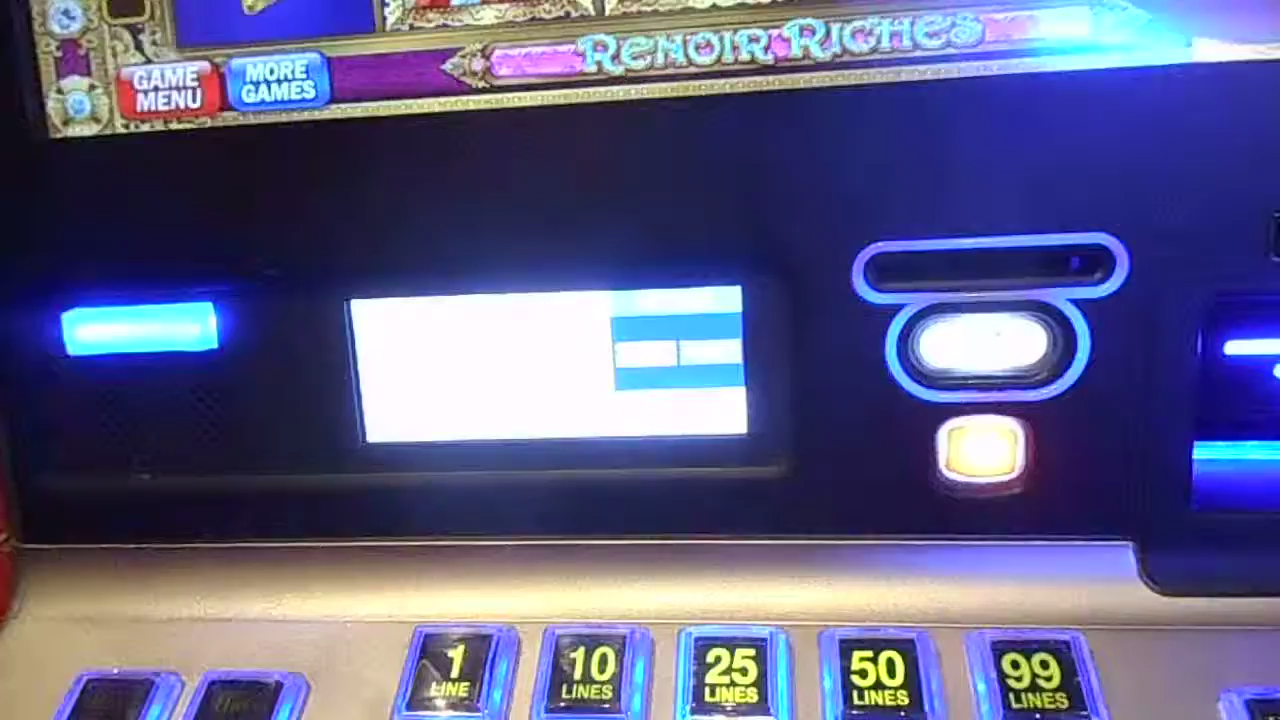 RENOIR RICHES
GAME
MENU
MORE
GAMES
1
LINE
10
LINES
25
LINES
50
LINES
99
LINES